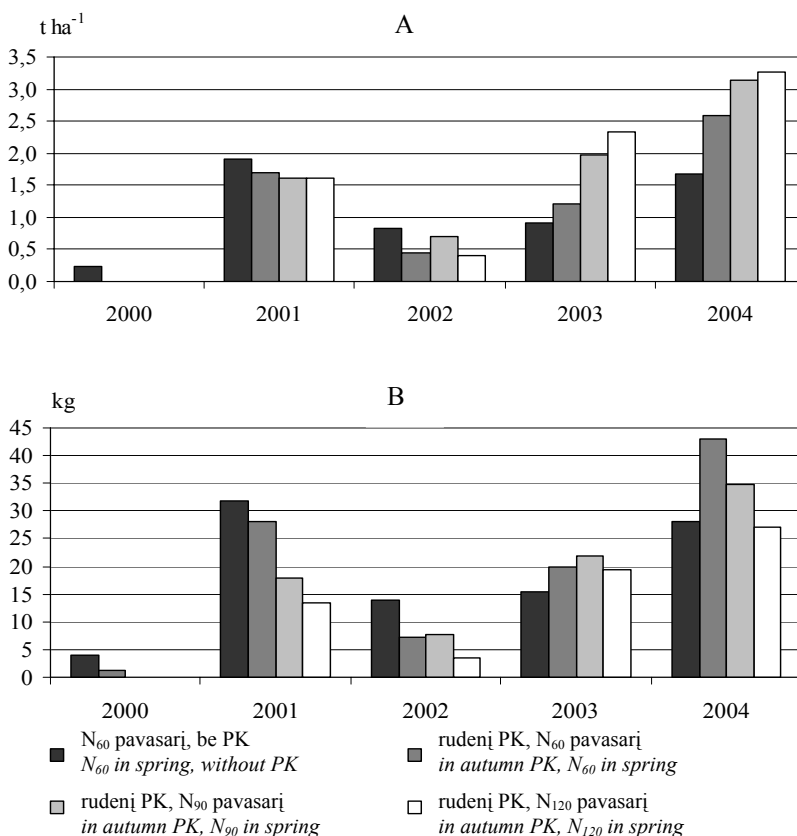 t ha⁻¹
A
3,5
3,0
2,5
2,0
1,5
1,0
0,5
0,0
2000 2001 2002 2003 2004
kg
B
45
40
35
30
25
20
15
10
5
0
2000 2001 2002 2003 2004
N₆₀ pavasarį, be PK
N₆₀ in spring, without PK
rudenį PK, N₆₀ pavasarį
in autumn PK, N₆₀ in spring
rudenį PK, N₉₀ pavasarį
in autumn PK, N₉₀ in spring
rudenį PK, N₁₂₀ pavasarį
in autumn PK, N₁₂₀ in spring